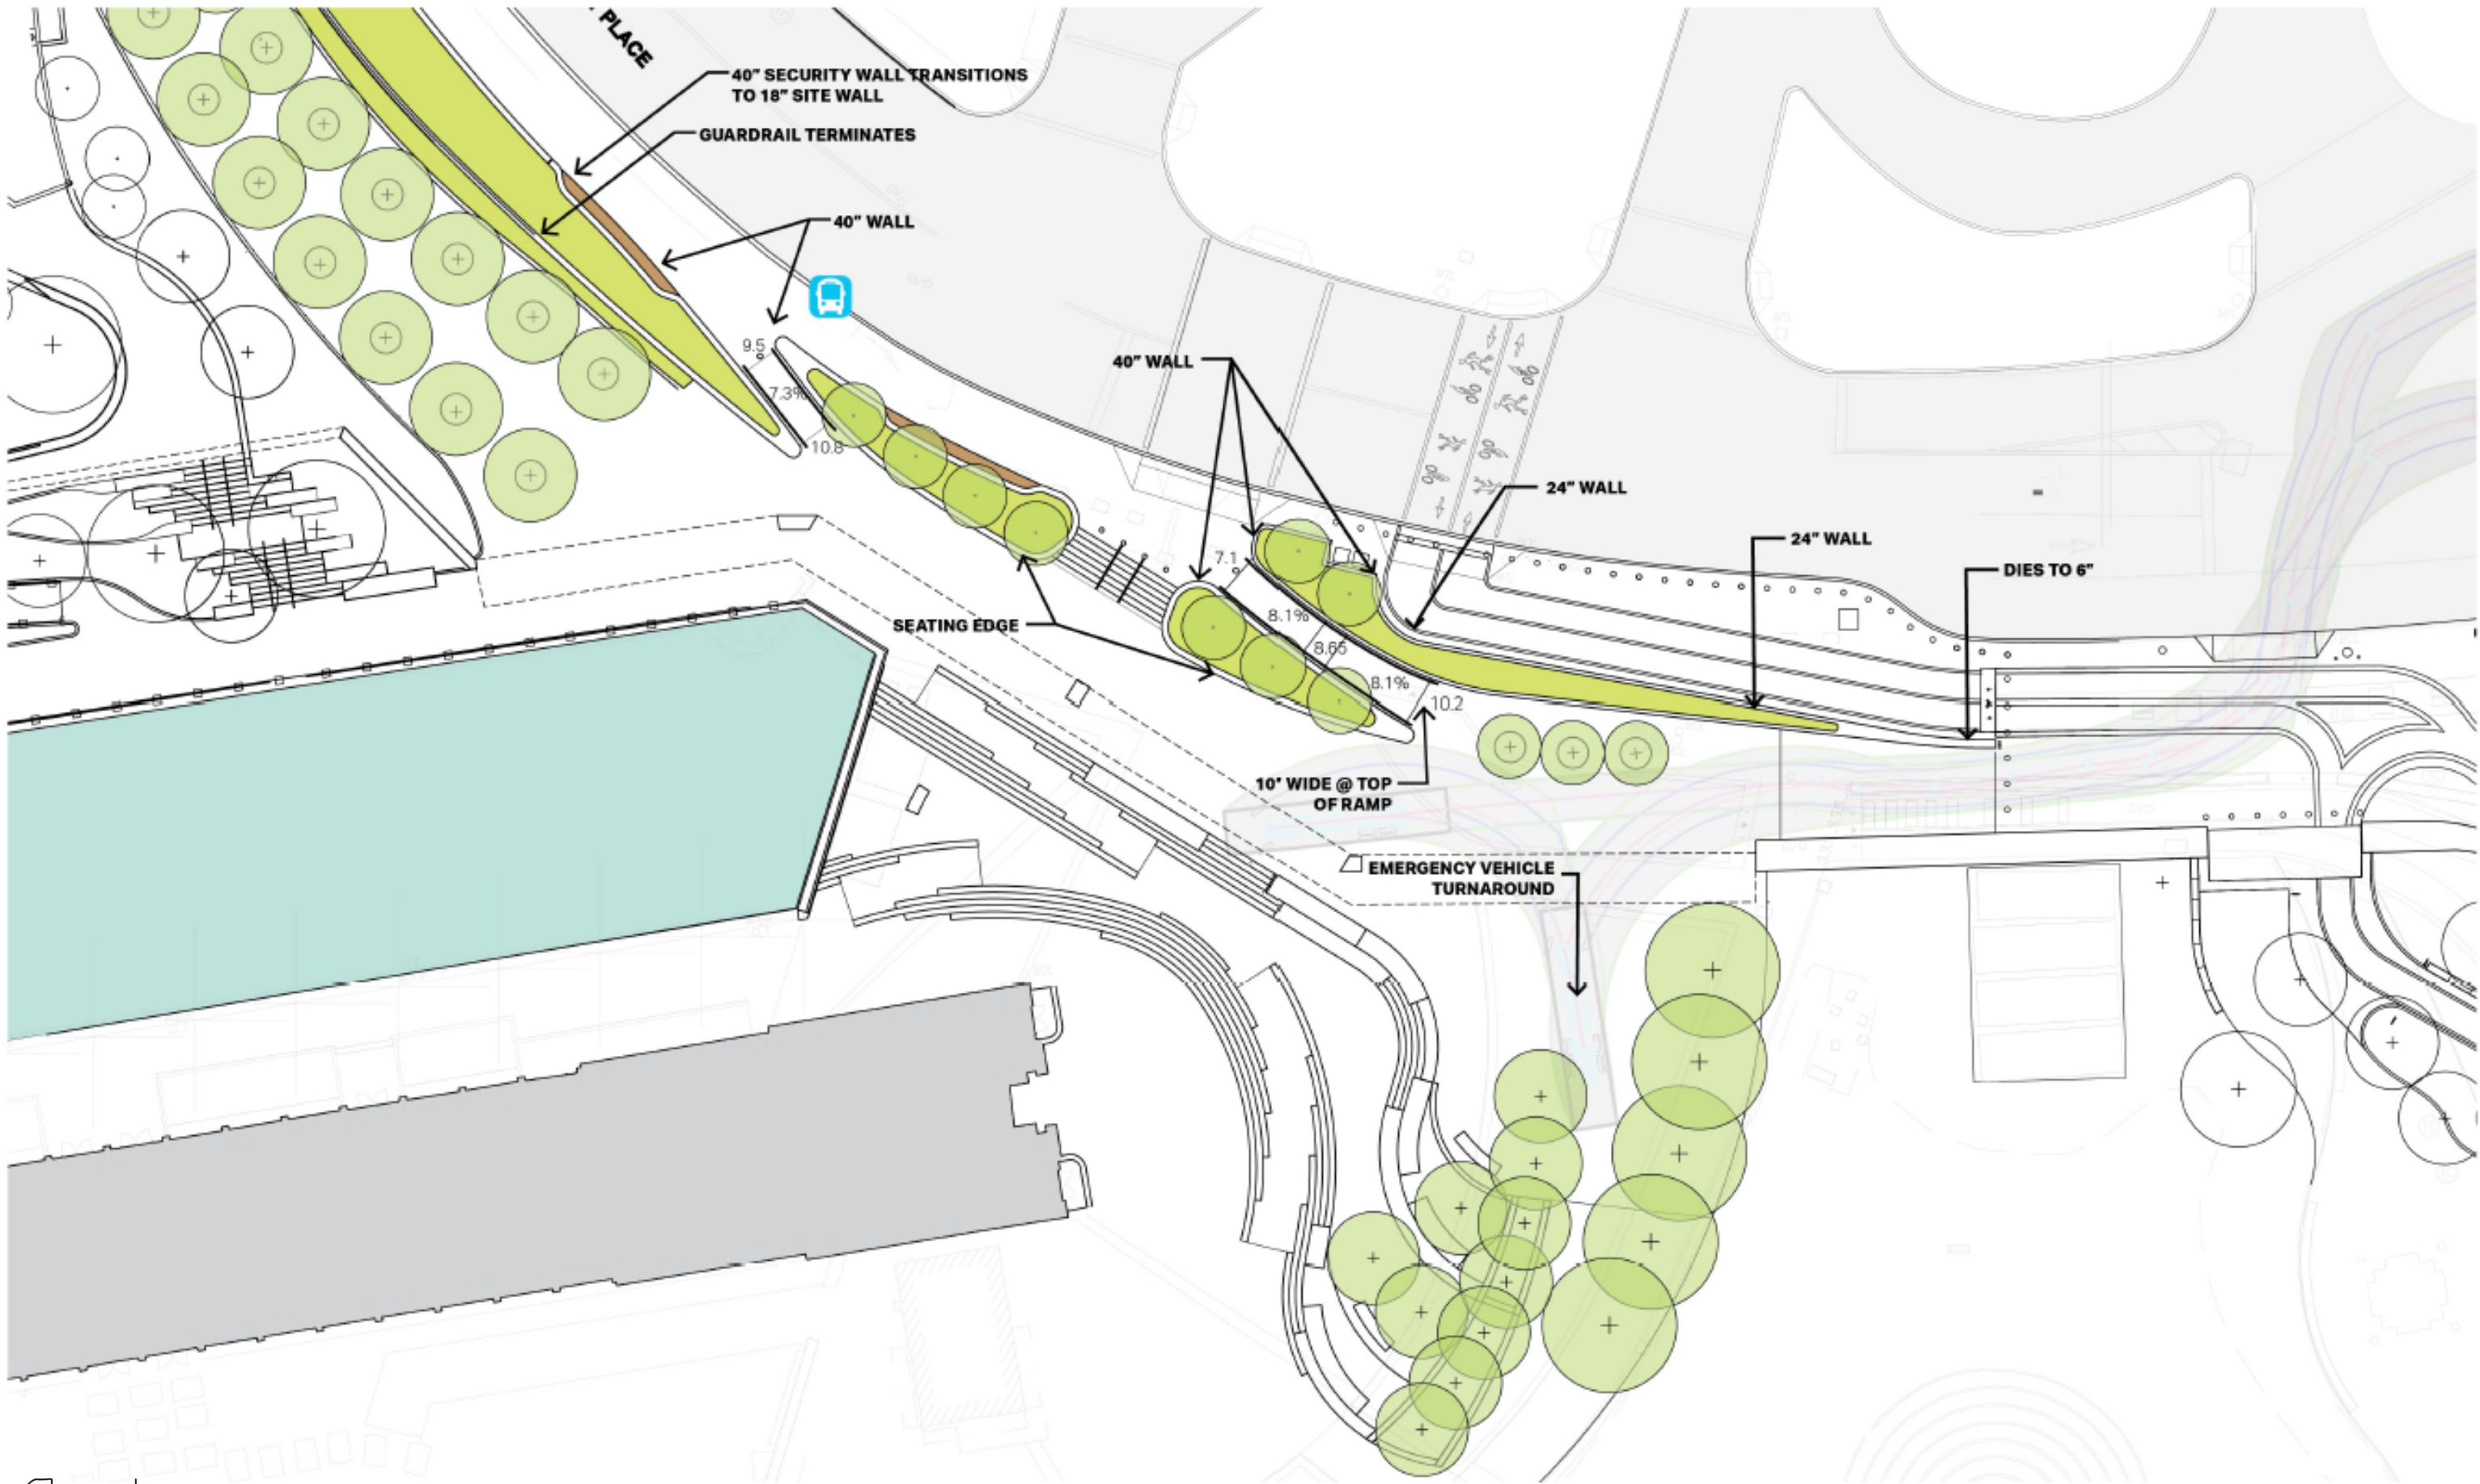 PLACE
40" SECURITY WALL TRANSITIONS
TO 18" SITE WALL
GUARDRAIL TERMINATES
40" WALL
9.5
7.3%
10.8
40" WALL
24" WALL
24" WALL
DIES TO 6"
7.1
8.1%
8.65
8.1%
10.2
SEATING EDGE
10' WIDE @ TOP
OF RAMP
EMERGENCY VEHICLE
TURNAROUND